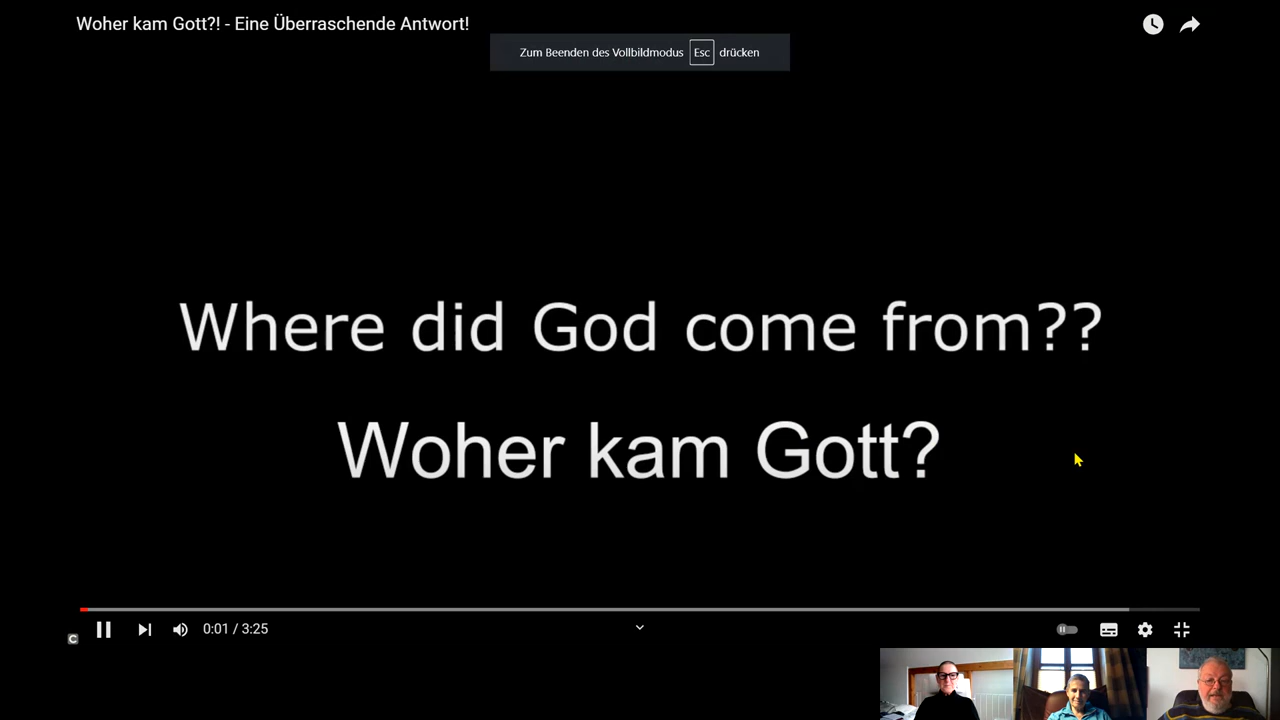 Woher kam Gott?! - Eine Überraschende Antwort!
Zum Beenden des Vollbildmodus Esc drücken
Where did God come from??
Woher kam Gott?
0:01 / 3:25
C